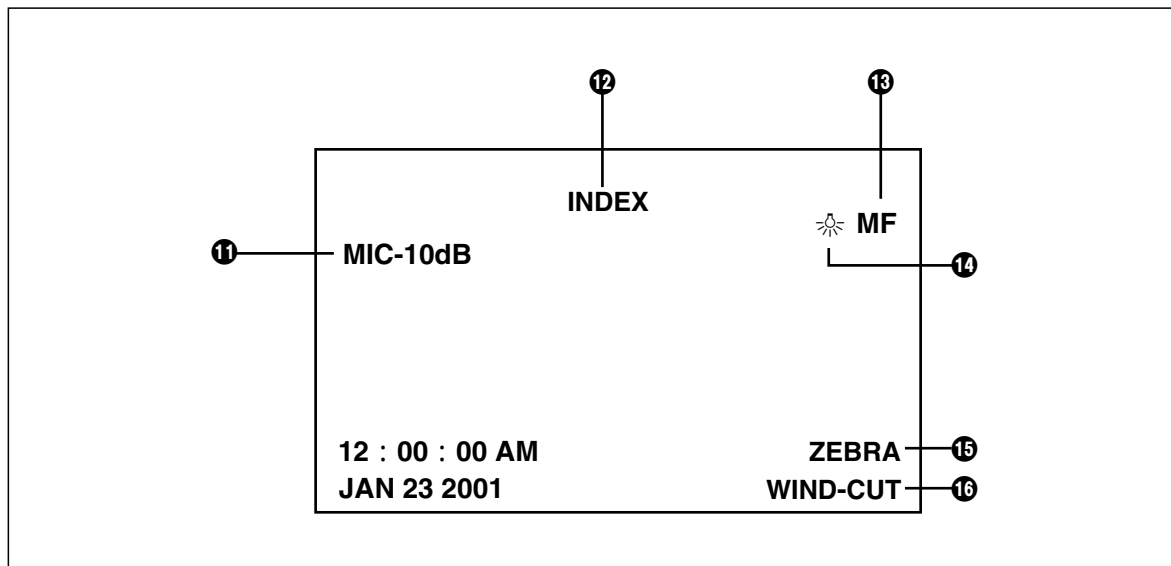 ⓬ ⓭
INDEX
MF
⓫ MIC-10dB
⓮
12 : 00 : 00 AM
ZEBRA ⓯
JAN 23 2001
WIND-CUT ⓰